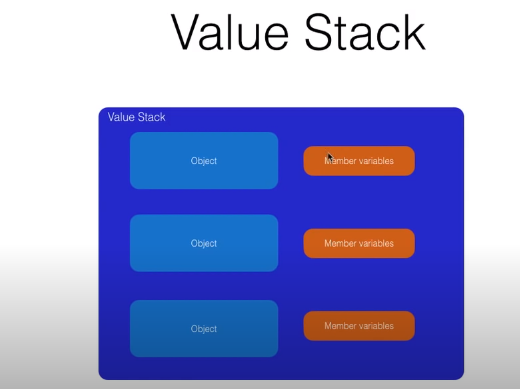 Value Stack
Value Stack
Object
Member variables
Object
Member variables
Object
Member variables